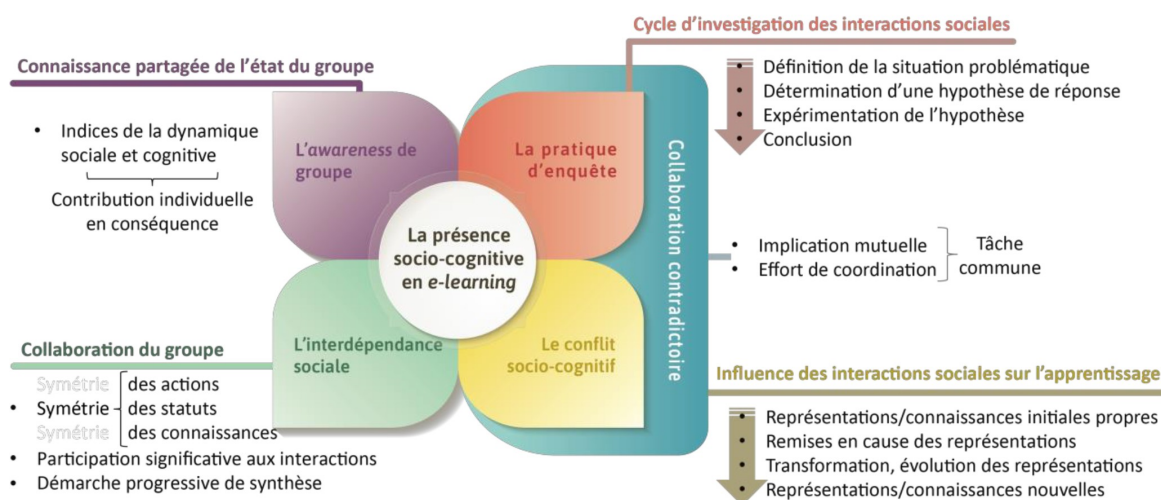 Cycle d’investigation des interactions sociales
Connaissance partagée de l’état du groupe
• Définition de la situation problématique
• Détermination d’une hypothèse de réponse
• Expérimentation de l’hypothèse
• Conclusion
• Indices de la dynamique
sociale et cognitive
Contribution individuelle
en conséquence
L’awareness de
groupe
La pratique
d’enquête
Collaboration contradictoire
La présence
socio-cognitive
en e-learning
• Implication mutuelle
• Effort de coordination
Tâche
commune
L’interdépendance
sociale
Le conflit
socio-cognitif
Collaboration du groupe
Symétrie des actions
• Symétrie des statuts
Symétrie des connaissances
• Participation significative aux interactions
• Démarche progressive de synthèse
Influence des interactions sociales sur l’apprentissage
• Représentations/connaissances initiales propres
• Remises en cause des représentations
• Transformation, évolution des représentations
• Représentations/connaissances nouvelles